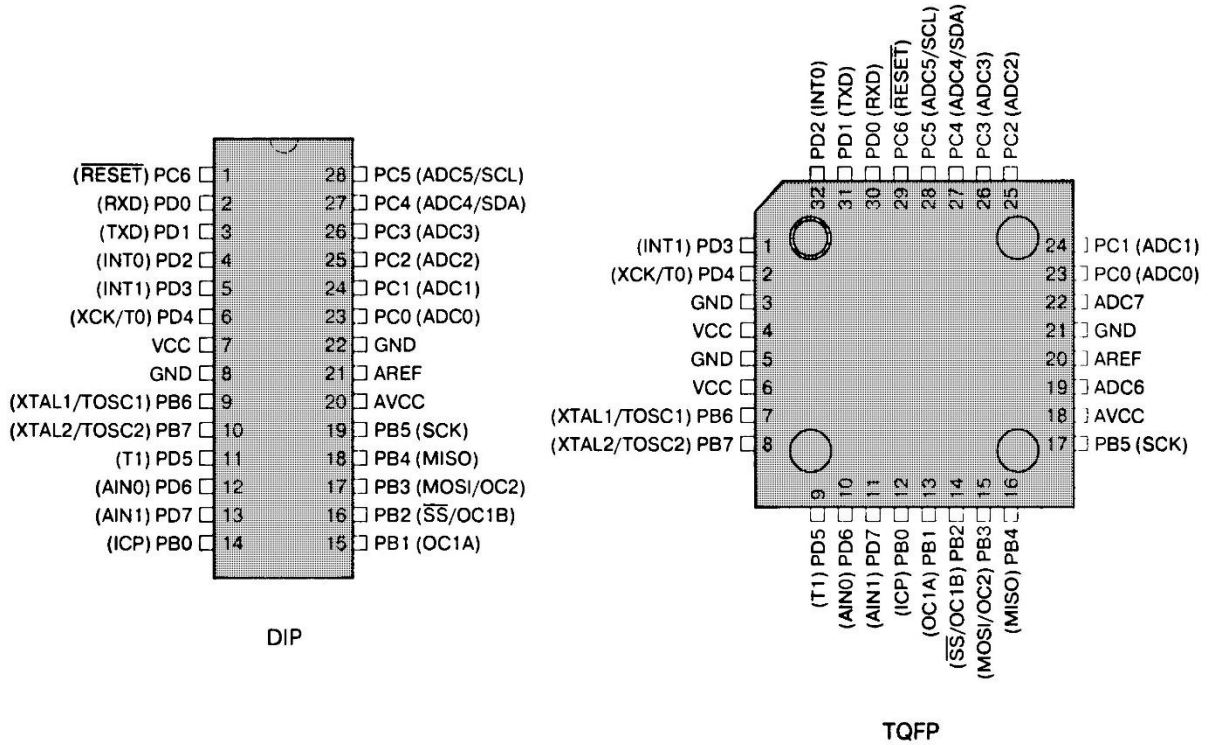 (RESET) PC6 1 28 PC5 (ADC5/SCL)
(RXD) PD0 2 27 PC4 (ADC4/SDA)
(TXD) PD1 3 26 PC3 (ADC3)
(INT0) PD2 4 25 PC2 (ADC2)
(INT1) PD3 5 24 PC1 (ADC1)
(XCK/T0) PD4 6 23 PC0 (ADC0)
VCC 7 22 GND
GND 8 21 AREF
(XTAL1/TOSC1) PB6 9 20 AVCC
(XTAL2/TOSC2) PB7 10 19 PB5 (SCK)
(T1) PD5 11 18 PB4 (MISO)
(AIN0) PD6 12 17 PB3 (MOSI/OC2)
(AIN1) PD7 13 16 PB2 (SS/OC1B)
(ICP) PB0 14 15 PB1 (OC1A)
DIP
32 PD2 (INT0)
31 PD1 (TXD)
30 PD0 (RXD)
29 PC6 (RESET)
28 PC5 (ADC5/SCL)
27 PC4 (ADC4/SDA)
26 PC3 (ADC3)
25 PC2 (ADC2)
(INT1) PD3 1 24 PC1 (ADC1)
(XCK/T0) PD4 2 23 PC0 (ADC0)
GND 3 22 ADC7
VCC 4 21 GND
GND 5 20 AREF
VCC 6 19 ADC6
(XTAL1/TOSC1) PB6 7 18 AVCC
(XTAL2/TOSC2) PB7 8 17 PB5 (SCK)
(T1) PD5 9
(AIN0) PD6 10
(AIN1) PD7 11
(ICP) PB0 12
(OC1A) PB1 13
(SS/OC1B) PB2 14
(MOSI/OC2) PB3 15
(MISO) PB4 16
TQFP